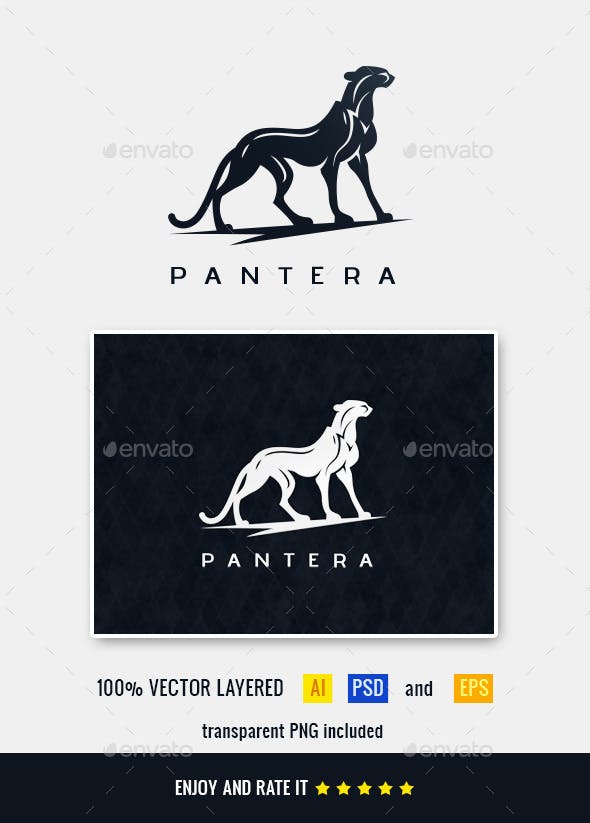 envato envato
PANTERA
envato envato
PANTERA
100% VECTOR LAYERED AI PSD and EPS
transparent PNG included
envato envato
ENJOY AND RATE IT